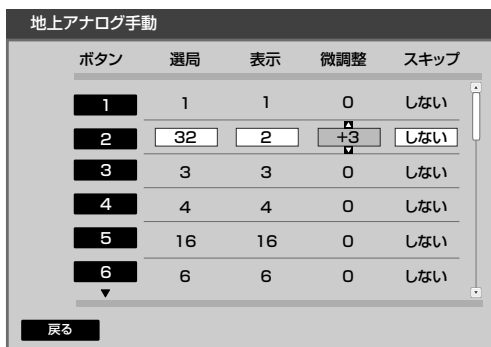 地上アナログ手動
ボタン 選局 表示 微調整 スキップ
1 1 1 0 しない
2 32 2 +3 しない
3 3 3 0 しない
4 4 4 0 しない
5 16 16 0 しない
6 6 6 0 しない
戻る